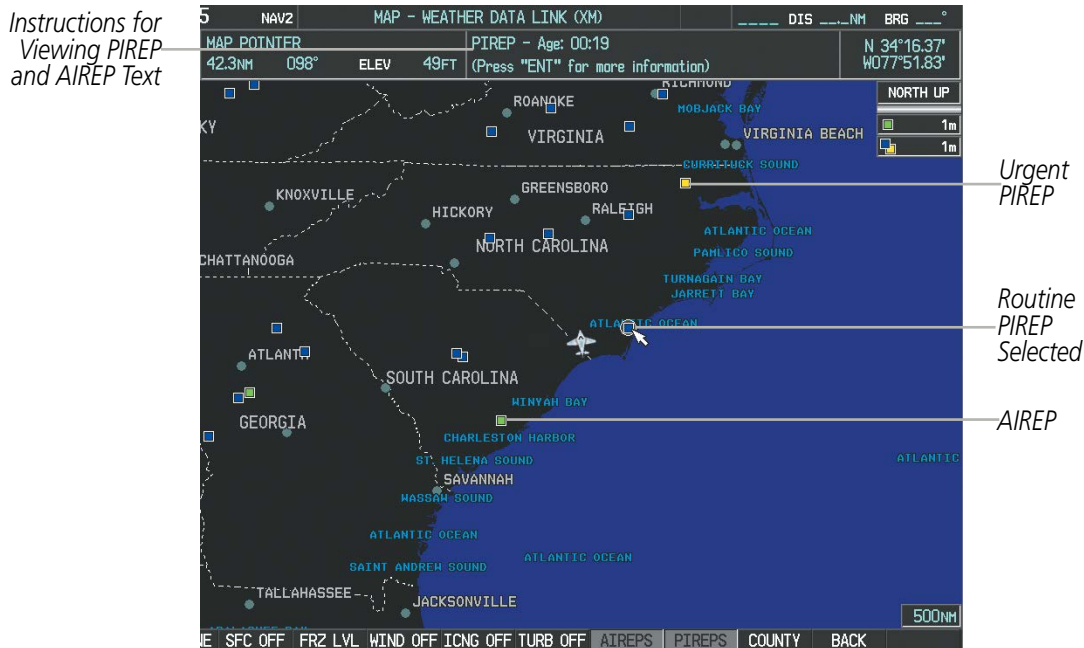 Instructions for
Viewing PIREP
and AIREP Text
5 NAV2 MAP - WEATHER DATA LINK (XM) ____ DIS __._NM BRG ___°
MAP POINTER PIREP - Age: 00:19 N 34°16.37'
42.3NM 098° ELEV 49FT (Press "ENT" for more information) W077°51.83'
NORTH UP
1m
1m
RICHMOND
ROANOKE
MOBJACK BAY
KY
VIRGINIA
VIRGINIA BEACH
CURRITUCK SOUND
Urgent
PIREP
KNOXVILLE
GREENSBORO
HICKORY
RALEIGH
ATLANTIC OCEAN
NORTH CAROLINA
PAMLICO SOUND
CHATTANOOGA
TURNAGAIN BAY
JARRETT BAY
ATLANTIC OCEAN
Routine
PIREP
Selected
ATLANTA
SOUTH CAROLINA
WINYAH BAY
AIREP
GEORGIA
CHARLESTON HARBOR
ST. HELENA SOUND
ATLANTIC
SAVANNAH
WASSAW SOUND
ATLANTIC OCEAN
ATLANTIC OCEAN
SAINT ANDREW SOUND
TALLAHASSEE
JACKSONVILLE
500NM
NE SFC OFF FRZ LVL WIND OFF ICNG OFF TURB OFF AIREPS PIREPS COUNTY BACK